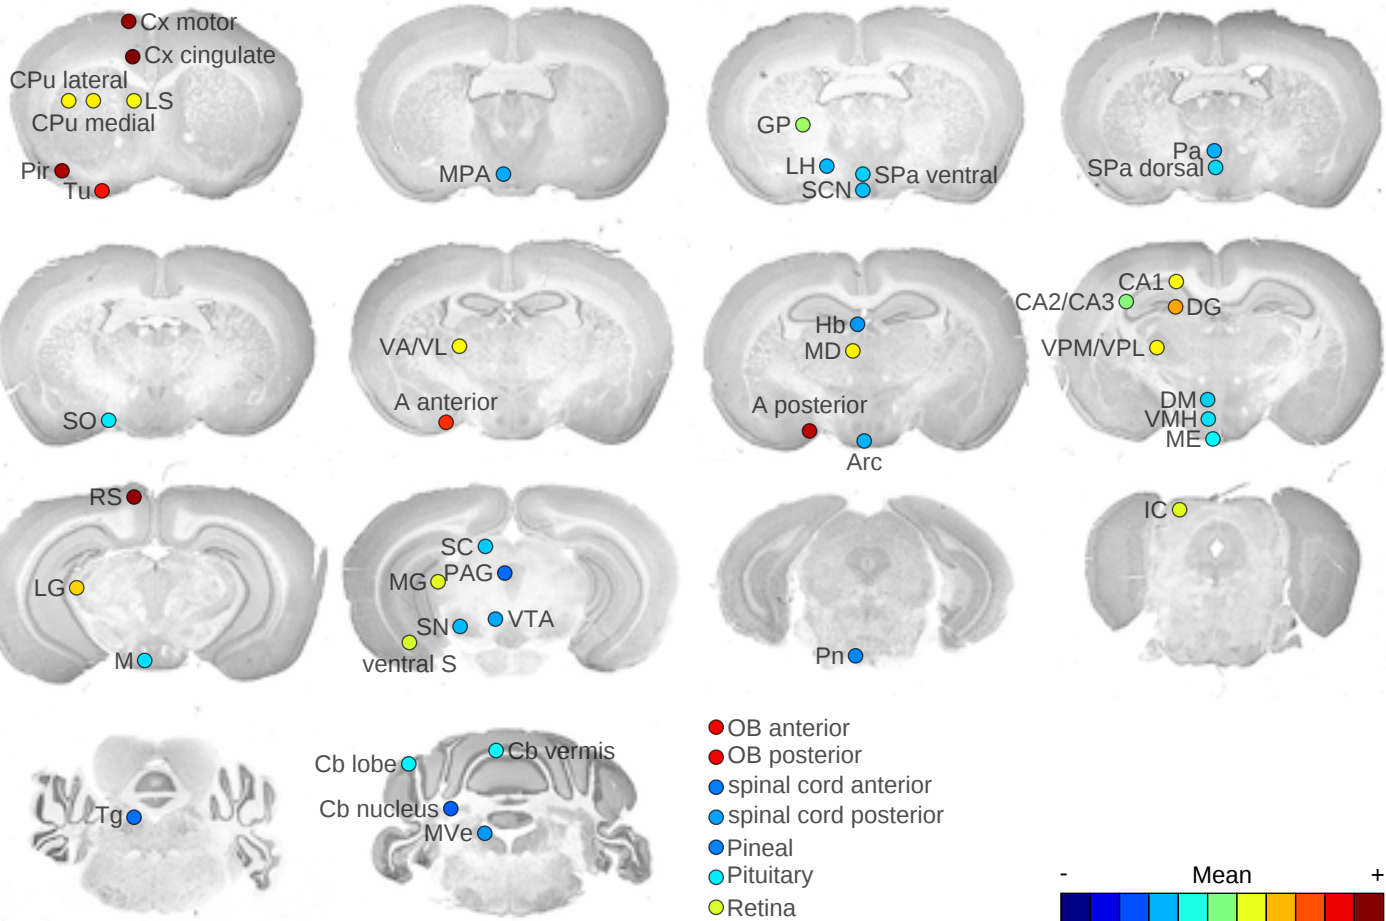 Cx motor
Cx cingulate
CPu lateral
LS
CPu medial
Pir
Tu
MPA
GP
LH
SPa ventral
SCN
Pa
SPa dorsal
SO
VA/VL
A anterior
Hb
MD
A posterior
Arc
CA1
CA2/CA3
DG
VPM/VPL
DM
VMH
ME
RS
LG
M
SC
PAG
MG
VTA
SN
ventral S
Pn
IC
Tg
Cb vermis
Cb lobe
Cb nucleus
MVe
OB anterior
OB posterior
spinal cord anterior
spinal cord posterior
Pineal
Pituitary
Retina
- Mean +